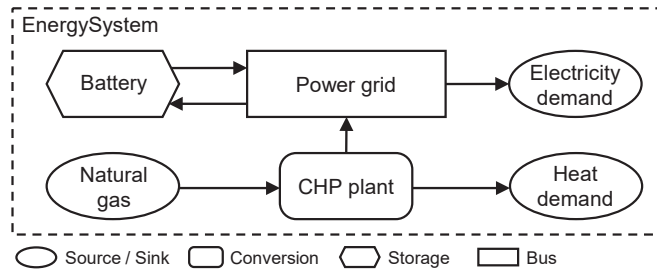 EnergySystem
Battery
Power grid
Electricity
demand
Natural
gas
CHP plant
Heat
demand
Source / Sink
Conversion
Storage
Bus